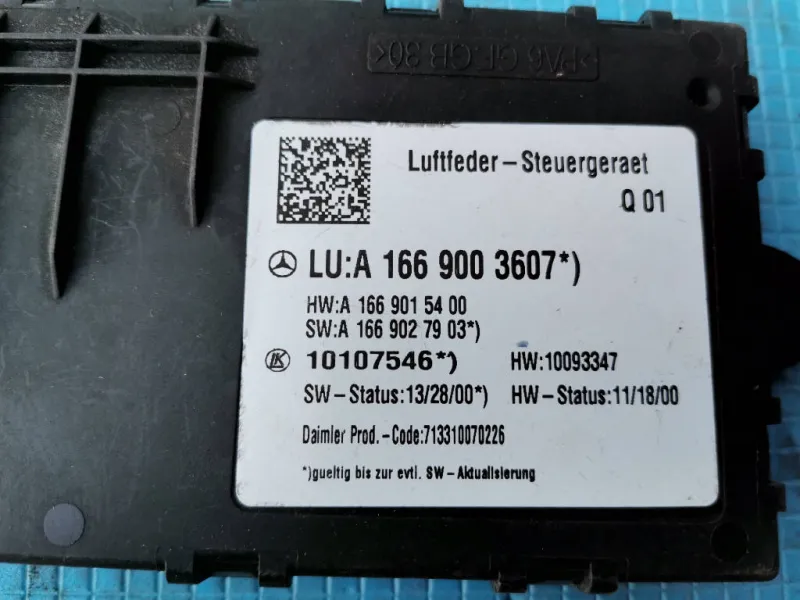 >PA6 GF GB 30<
Luftfeder-Steuergeraet
Q 01
LU:A 166 900 3607*)
HW:A 166 901 54 00
SW:A 166 902 79 03*)
LK 10107546*) HW:10093347
SW-Status:13/28/00*) HW-Status:11/18/00
Daimler Prod.-Code:713310070226
*)gueltig bis zur evtl. SW-Aktualisierung